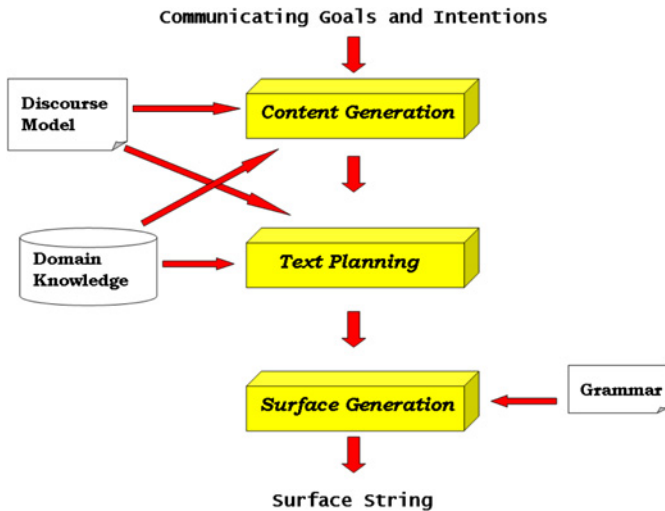 Communicating Goals and Intentions
Discourse
Model
Content Generation
Domain
Knowledge
Text Planning
Surface Generation
Grammar
Surface String